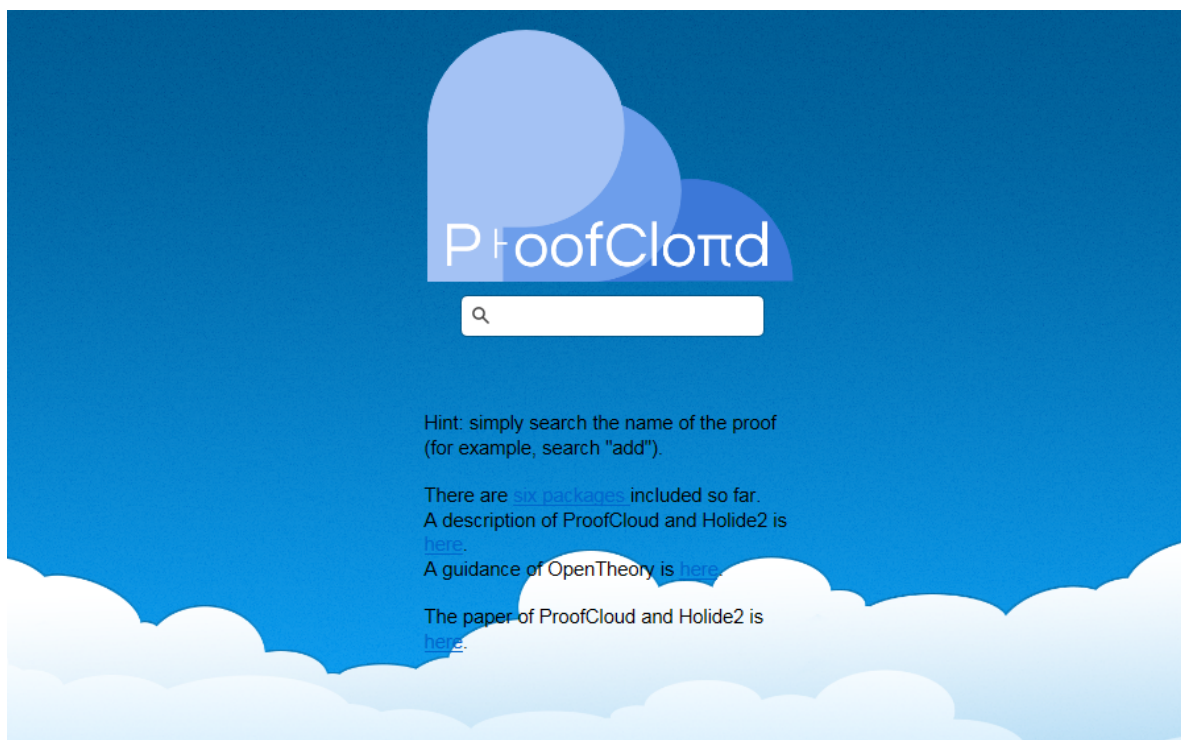 P⊦oofCloπd
Hint: simply search the name of the proof
(for example, search "add").
There are six packages included so far.
A description of ProofCloud and Holide2 is
here.
A guidance of OpenTheory is here.
The paper of ProofCloud and Holide2 is
here.